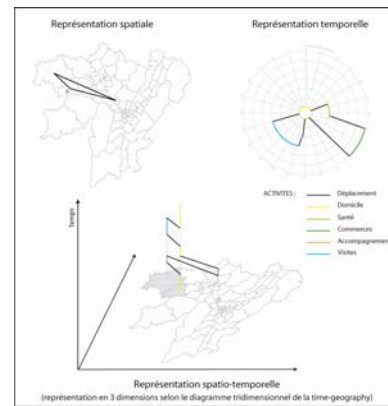 Représentation spatiale
Représentation temporelle
D
ACTIVITES :
Déplacement
Domicile
Santé
Commerces
Accompagnement
Visites
Temps
Représentation spatio-temporelle
(représentation en 3 dimensions selon le diagramme tridimensionnel de la time-geography)